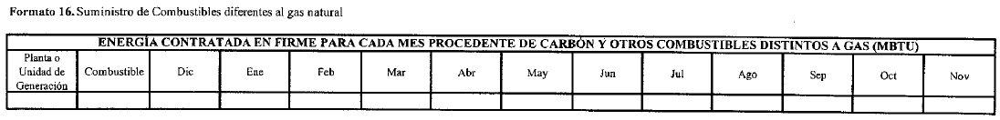 Formato 16. Suministro de Combustibles diferentes al gas natural
ENERGÍA CONTRATADA EN FIRME PARA CADA MES PROCEDENTE DE CARBÓN Y OTROS COMBUSTIBLES DISTINTOS A GAS (MBTU)
Planta o
Unidad de
Generación
Combustible
Dic
Ene
Feb
Mar
Abr
May
Jun
Jul
Ago
Sep
Oct
Nov